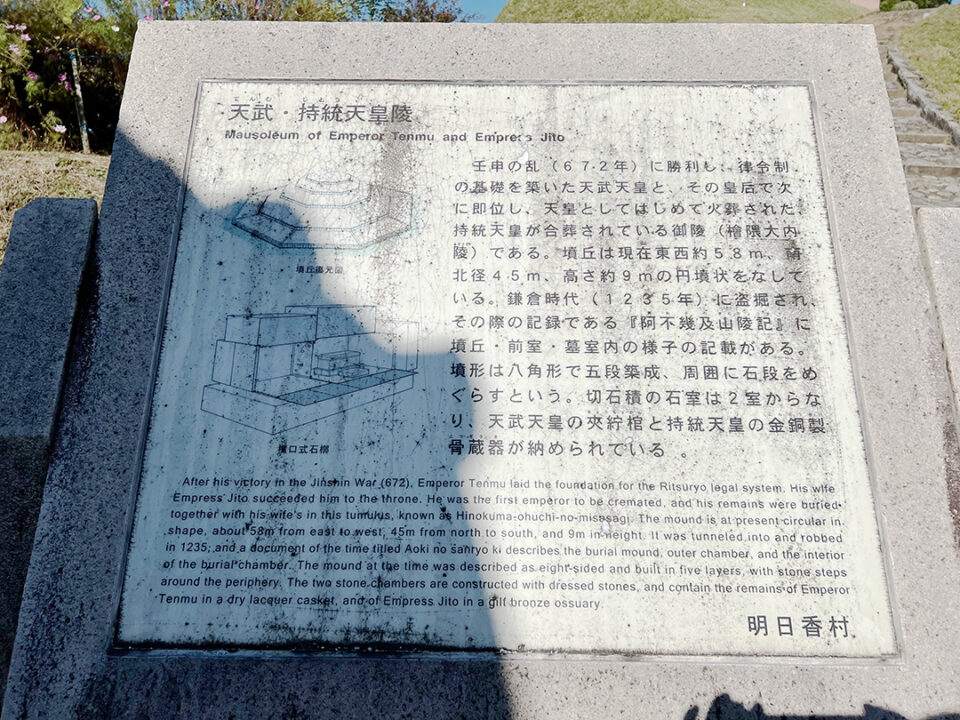 天武・持統天皇陵
Mausoleum of Emperor Tenmu and Empress Jito
壬申の乱（６７２年）に勝利し、律令制
の基礎を築いた天武天皇と、その皇后で次
に即位し、天皇としてはじめて火葬された、
持統天皇が合葬されている御陵（檜隈大内
陵）である。墳丘は現在東西約５８ｍ、南
北径４５ｍ、高さ約９ｍの円墳状をなして
いる。鎌倉時代（１２３５年）に盗掘され、
その際の記録である『阿不幾及山陵記』に
墳丘・前室・墓室内の様子の記載がある。
墳形は八角形で五段築成、周囲に石段をめ
ぐらすという。切石積の石室は２室からな
り、天武天皇の夾紵棺と持統天皇の金銅製
骨蔵器が納められている 。
墳丘復元図
横口式石槨
After his victory in the Jinshin War (672), Emperor Tenmu laid the foundation for the Ritsuryo legal system. His wife
Empress Jito succeeded him to the throne. He was the first emperor to be cremated, and his remains were buried
together with his wife's in this tumulus, known as Hinokuma-ohuchi-no-misasagi. The mound is at present circular in
shape, about 58m from east to west, 45m from north to south, and 9m in height. It was tunneled into and robbed
in 1235, and a document of the time titled Aoki no sanryo ki describes the burial mound, outer chamber, and the interior
of the burial chamber. The mound at the time was described as eight-sided and built in five layers, with stone steps
around the periphery. The two stone chambers are constructed with dressed stones, and contain the remains of Emperor
Tenmu in a dry lacquer casket, and of Empress Jito in a gilt bronze ossuary.
明日香村